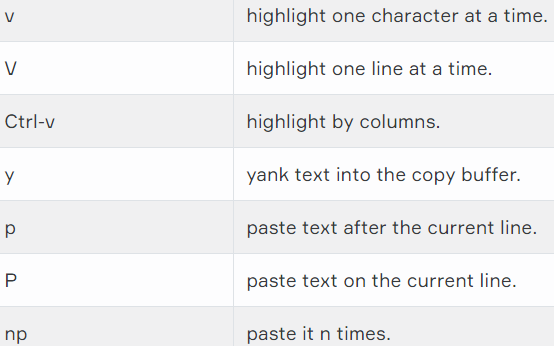 v highlight one character at a time.
V highlight one line at a time.
Ctrl-v highlight by columns.
y yank text into the copy buffer.
p paste text after the current line.
P paste text on the current line.
np paste it n times.